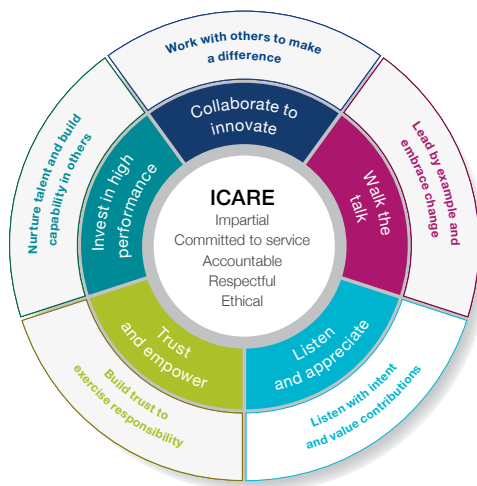 Work with others to make
a difference
Collaborate to
innovate
Lead by example and
embrace change
Walk the
talk
Listen
and appreciate
Listen with intent
and value contributions
Trust
and empower
Build trust to
exercise responsibility
Invest in high
performance
Nurture talent and build
capability in others
ICARE
Impartial
Committed to service
Accountable
Respectful
Ethical